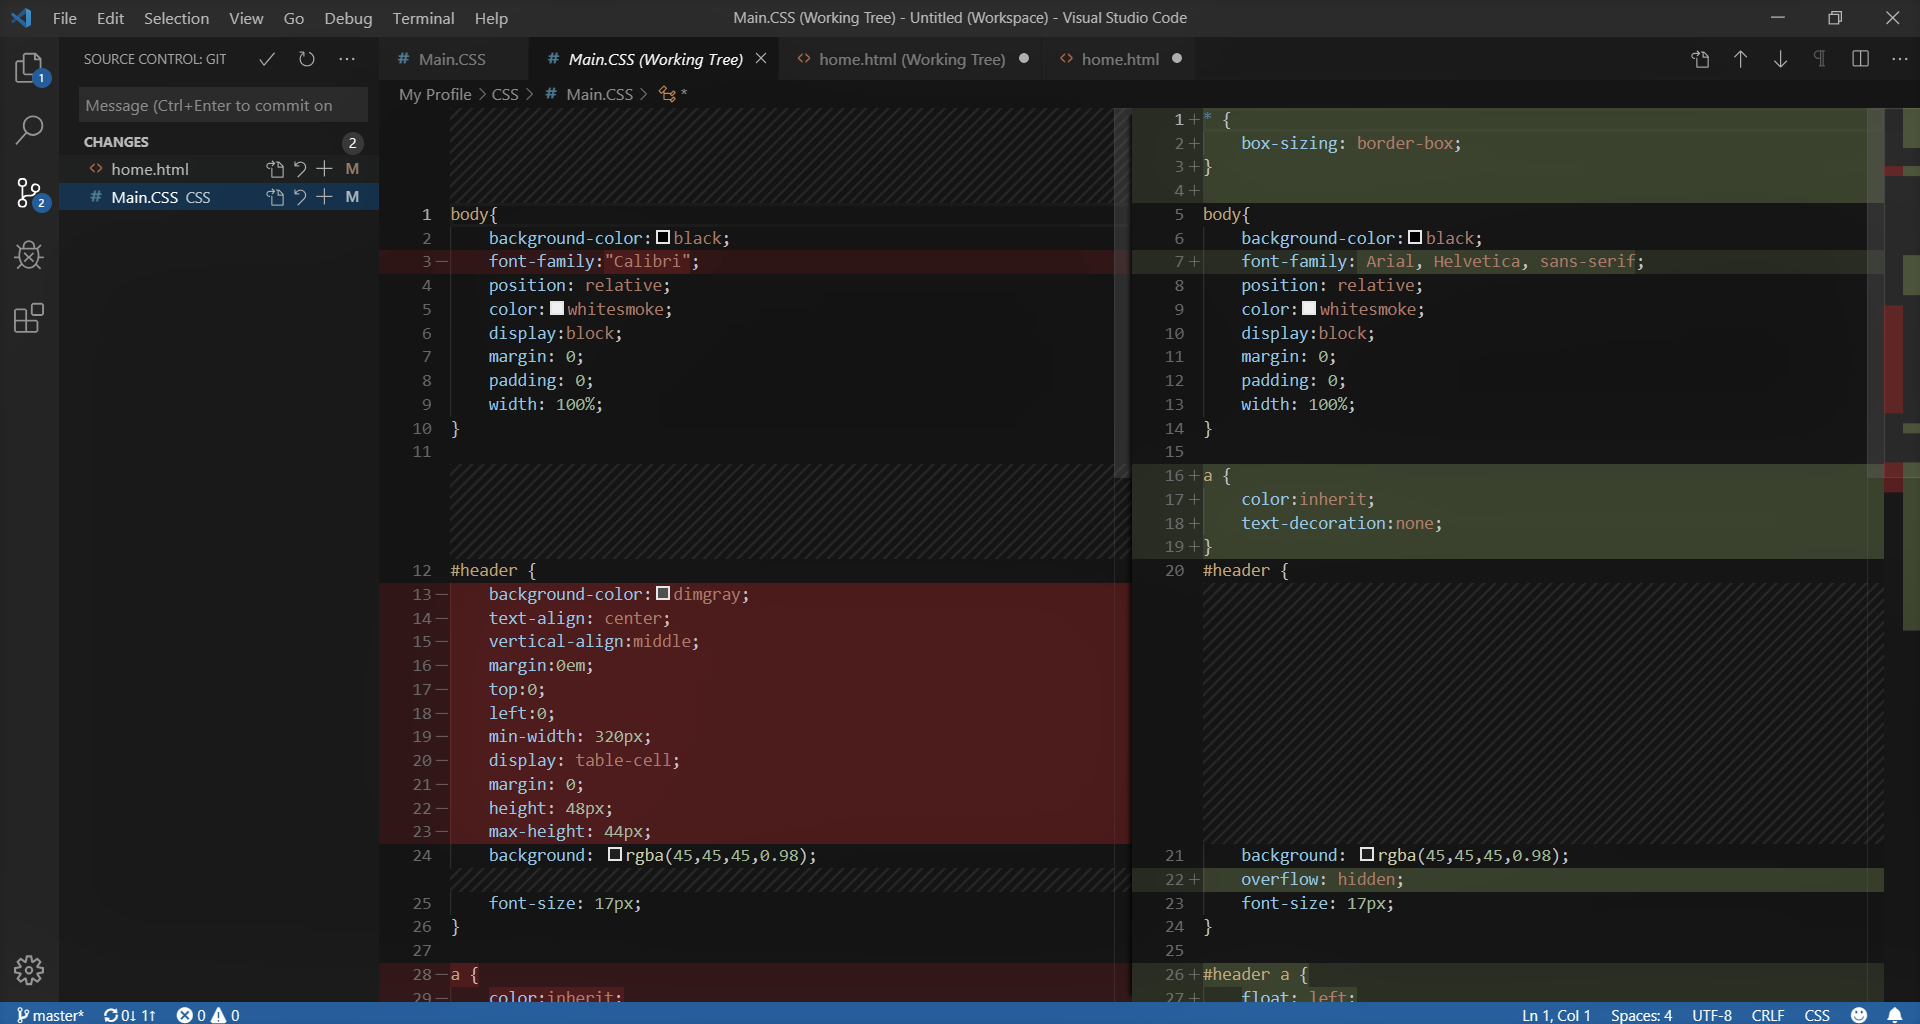 File Edit Selection View Go Debug Terminal Help
Main.CSS (Working Tree) - Untitled (Workspace) - Visual Studio Code
SOURCE CONTROL: GIT
# Main.CSS
# Main.CSS (Working Tree)
<> home.html (Working Tree)
<> home.html
1
Message (Ctrl+Enter to commit on
My Profile > CSS > # Main.CSS > *
CHANGES 2
<> home.html M
# Main.CSS CSS M
2
1 body{
2 background-color: black;
3 - font-family:"Calibri";
4 position: relative;
5 color: whitesmoke;
6 display:block;
7 margin: 0;
8 padding: 0;
9 width: 100%;
10 }
11
12 #header {
13 - background-color: dimgray;
14 - text-align: center;
15 - vertical-align:middle;
16 - margin:0em;
17 - top:0;
18 - left:0;
19 - min-width: 320px;
20 - display: table-cell;
21 - margin: 0;
22 - height: 48px;
23 - max-height: 44px;
24 background: rgba(45,45,45,0.98);
25 font-size: 17px;
26 }
27
28 - a {
29 - color:inherit;
1 + * {
2 + box-sizing: border-box;
3 + }
4 +
5 body{
6 background-color: black;
7 + font-family: Arial, Helvetica, sans-serif;
8 position: relative;
9 color: whitesmoke;
10 display:block;
11 margin: 0;
12 padding: 0;
13 width: 100%;
14 }
15
16 + a {
17 + color:inherit;
18 + text-decoration:none;
19 + }
20 #header {
21 background: rgba(45,45,45,0.98);
22 + overflow: hidden;
23 font-size: 17px;
24 }
25
26 + #header a {
27 + float: left;
master* 0↓ 1↑ 0 0
Ln 1, Col 1 Spaces: 4 UTF-8 CRLF CSS